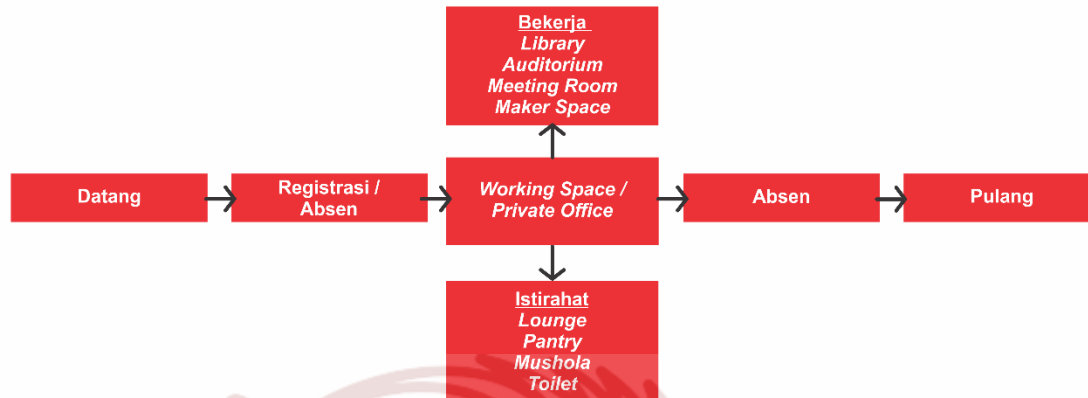 Bekerja
Library
Auditorium
Meeting Room
Maker Space
Datang
Registrasi /
Absen
Working Space /
Private Office
Absen
Pulang
Istirahat
Lounge
Pantry
Mushola
Toilet